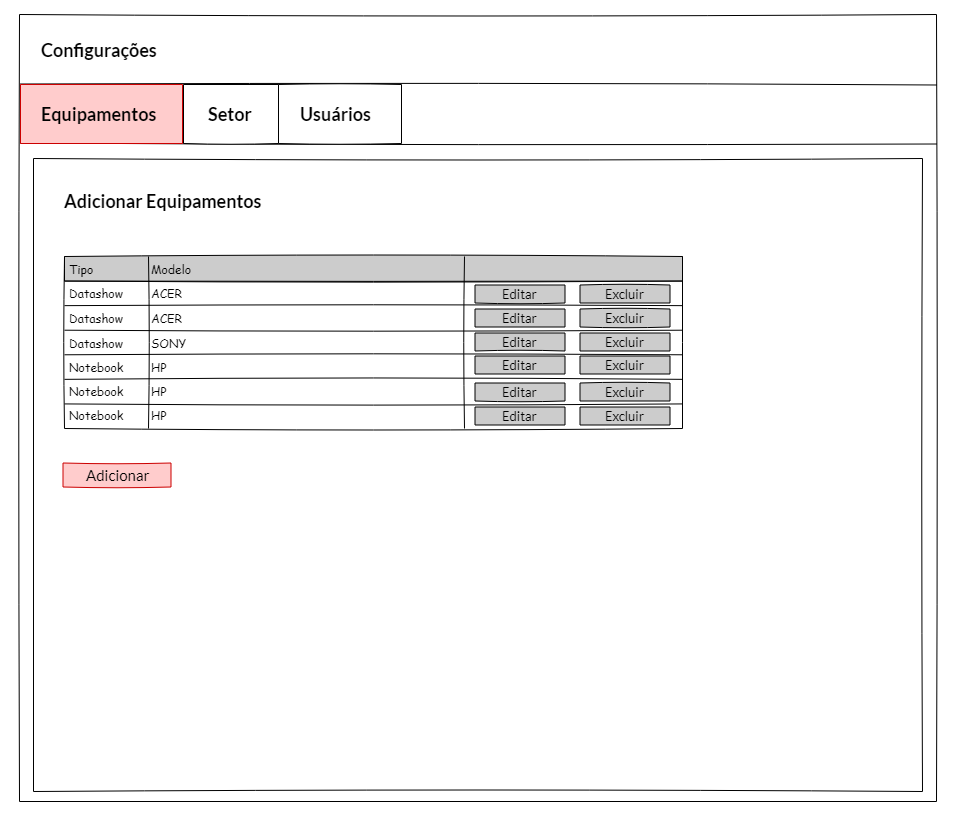 Configurações
Equipamentos Setor Usuários
Adicionar Equipamentos
Tipo Modelo
Datashow ACER Editar Excluir
Datashow ACER Editar Excluir
Datashow SONY Editar Excluir
Notebook HP Editar Excluir
Notebook HP Editar Excluir
Notebook HP Editar Excluir
Adicionar